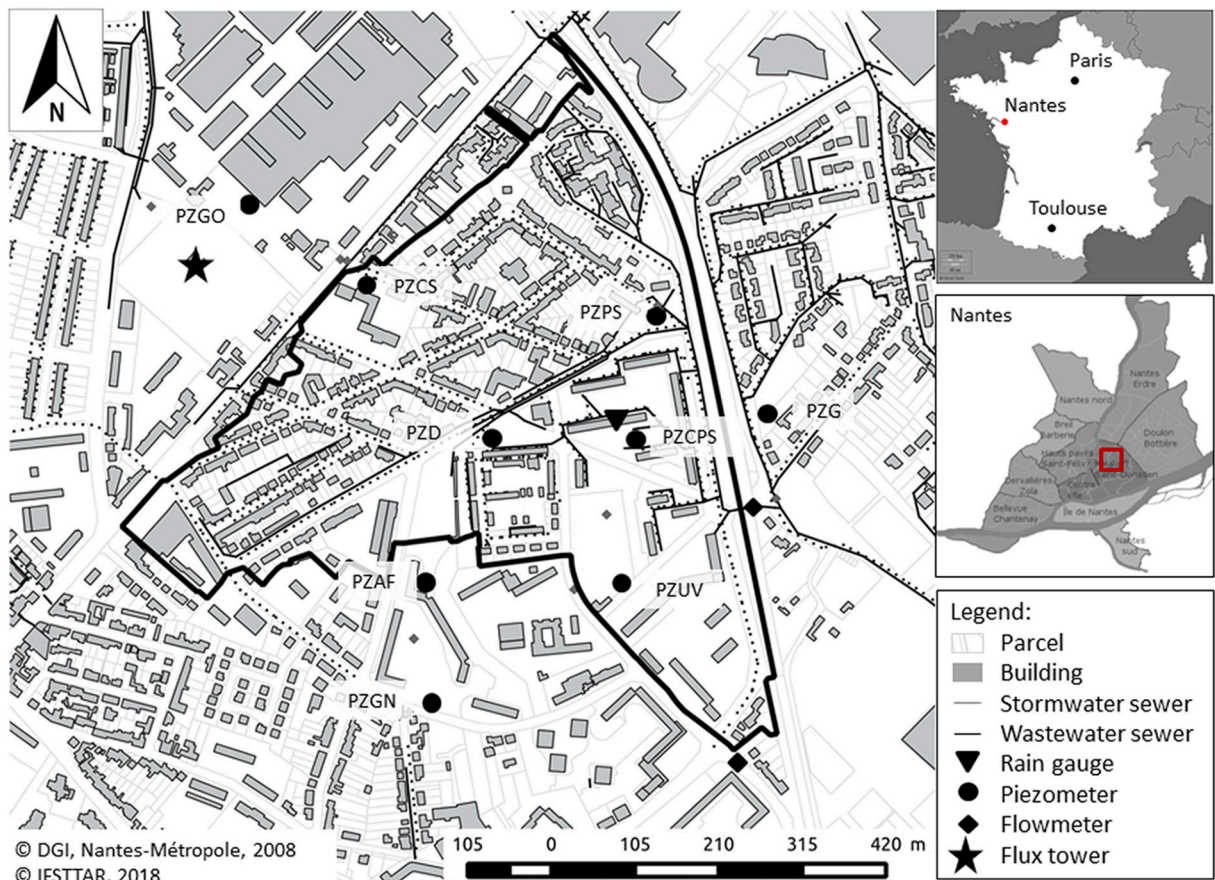 N
PZGO
PZCS
PZPS
PZG
PZD
PZCPS
PZAF
PZUV
PZGN
© DGI, Nantes-Métropole, 2008
© IFSTTAR, 2018
105 0 105 210 315 420 m
Paris
Nantes
Toulouse
Nantes
Nantes
Erdre
Nantes nord
Breil
Barberie
Doulon
Bottière
Hauts pavés
Saint-Félix
Dervallières
Zola
Centre
ville
Bellevue
Chantenay
Île de Nantes
Nantes
sud
Legend:
Parcel
Building
Stormwater sewer
Wastewater sewer
Rain gauge
Piezometer
Flowmeter
Flux tower